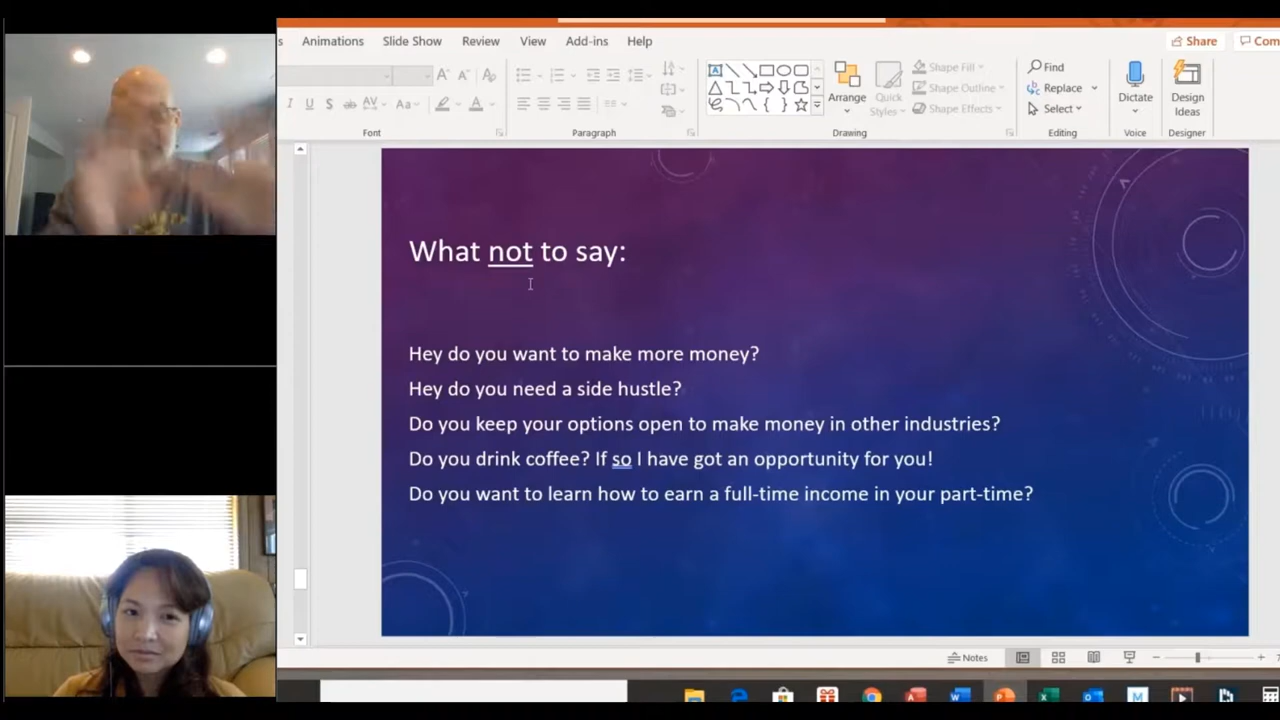 s Animations Slide Show Review View Add-ins Help Share Com
Find
Replace
Select
Shape Fill
Shape Outline
Shape Effects
Arrange
Quick Styles
Dictate
Design Ideas
Font Paragraph Drawing Editing Voice Designer
What not to say:
Hey do you want to make more money?
Hey do you need a side hustle?
Do you keep your options open to make money in other industries?
Do you drink coffee? If so I have got an opportunity for you!
Do you want to learn how to earn a full-time income in your part-time?
Notes